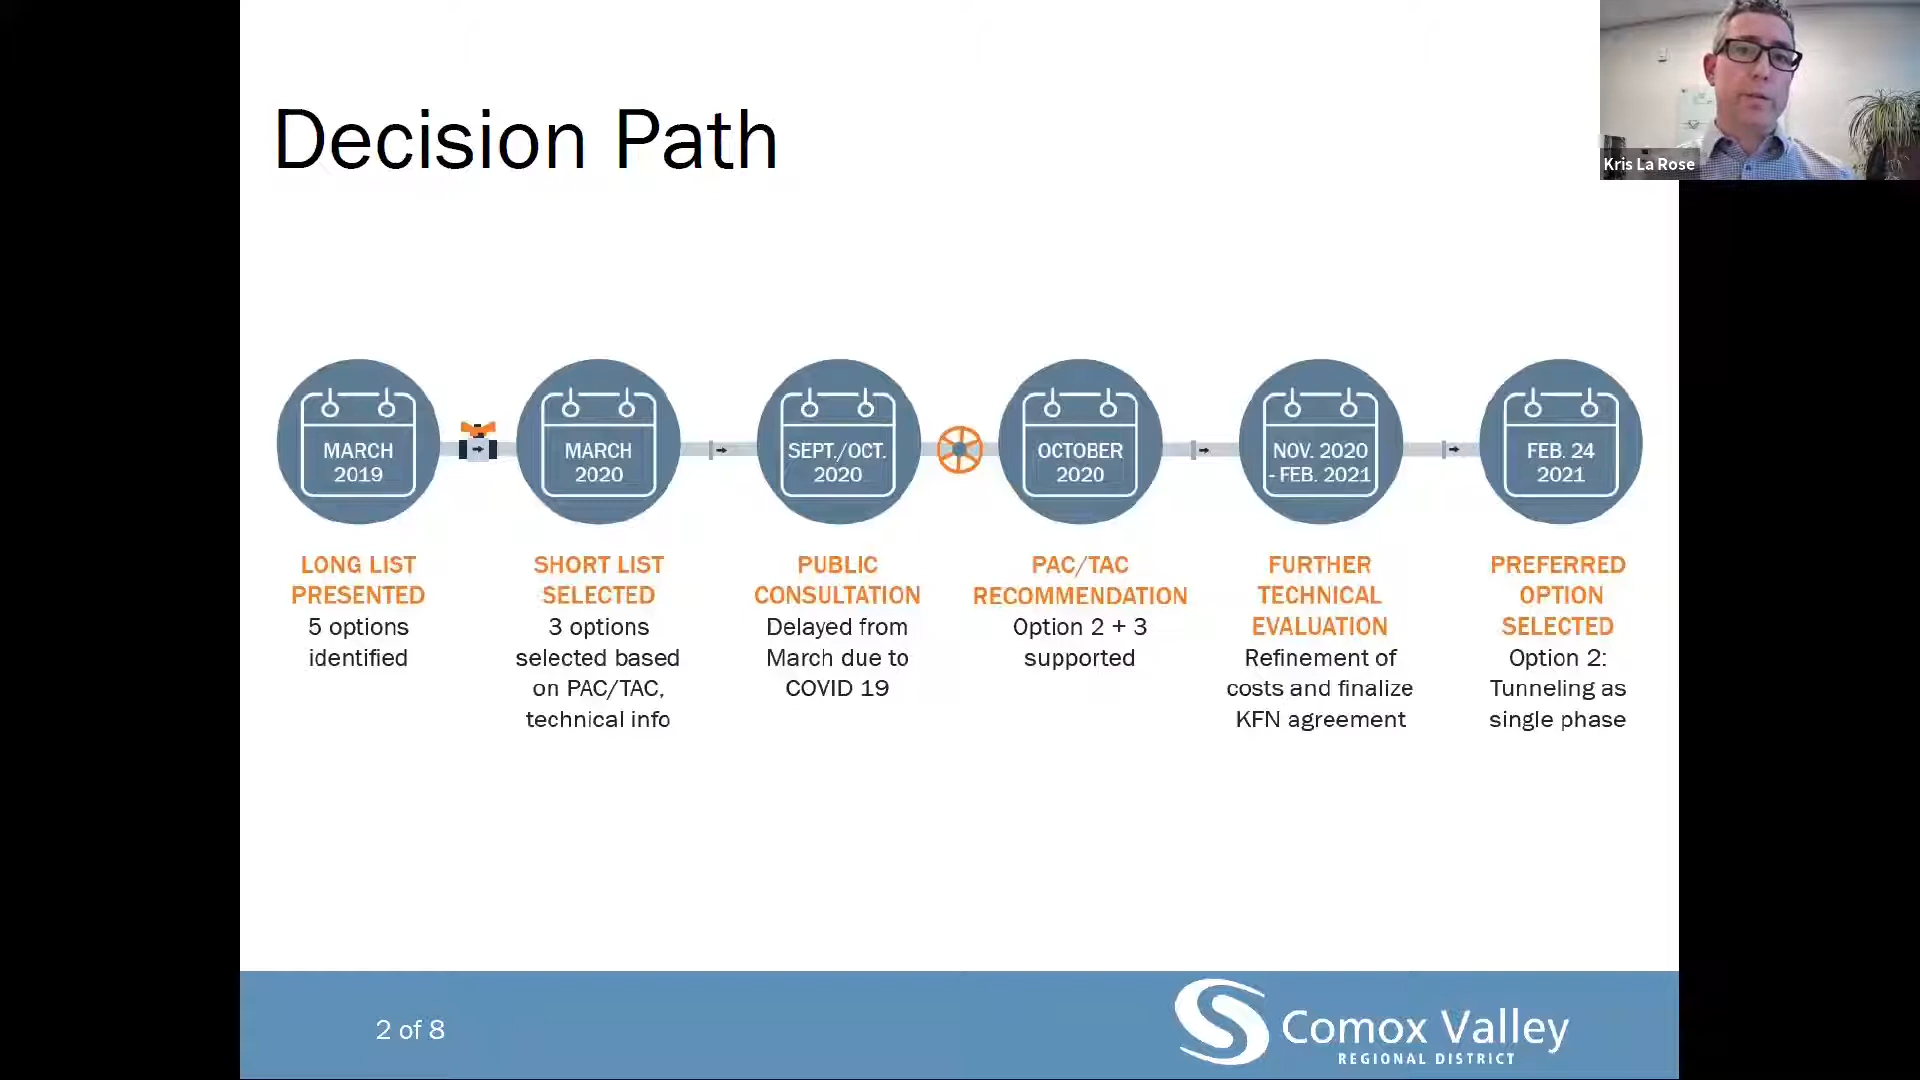 Decision Path
Kris La Rose
MARCH
2019
MARCH
2020
SEPT./OCT.
2020
OCTOBER
2020
NOV. 2020
- FEB. 2021
FEB. 24
2021
LONG LIST
PRESENTED
5 options
identified
SHORT LIST
SELECTED
3 options
selected based
on PAC/TAC,
technical info
PUBLIC
CONSULTATION
Delayed from
March due to
COVID 19
PAC/TAC
RECOMMENDATION
Option 2 + 3
supported
FURTHER
TECHNICAL
EVALUATION
Refinement of
costs and finalize
KFN agreement
PREFERRED
OPTION
SELECTED
Option 2:
Tunneling as
single phase
2 of 8
Comox Valley
REGIONAL DISTRICT